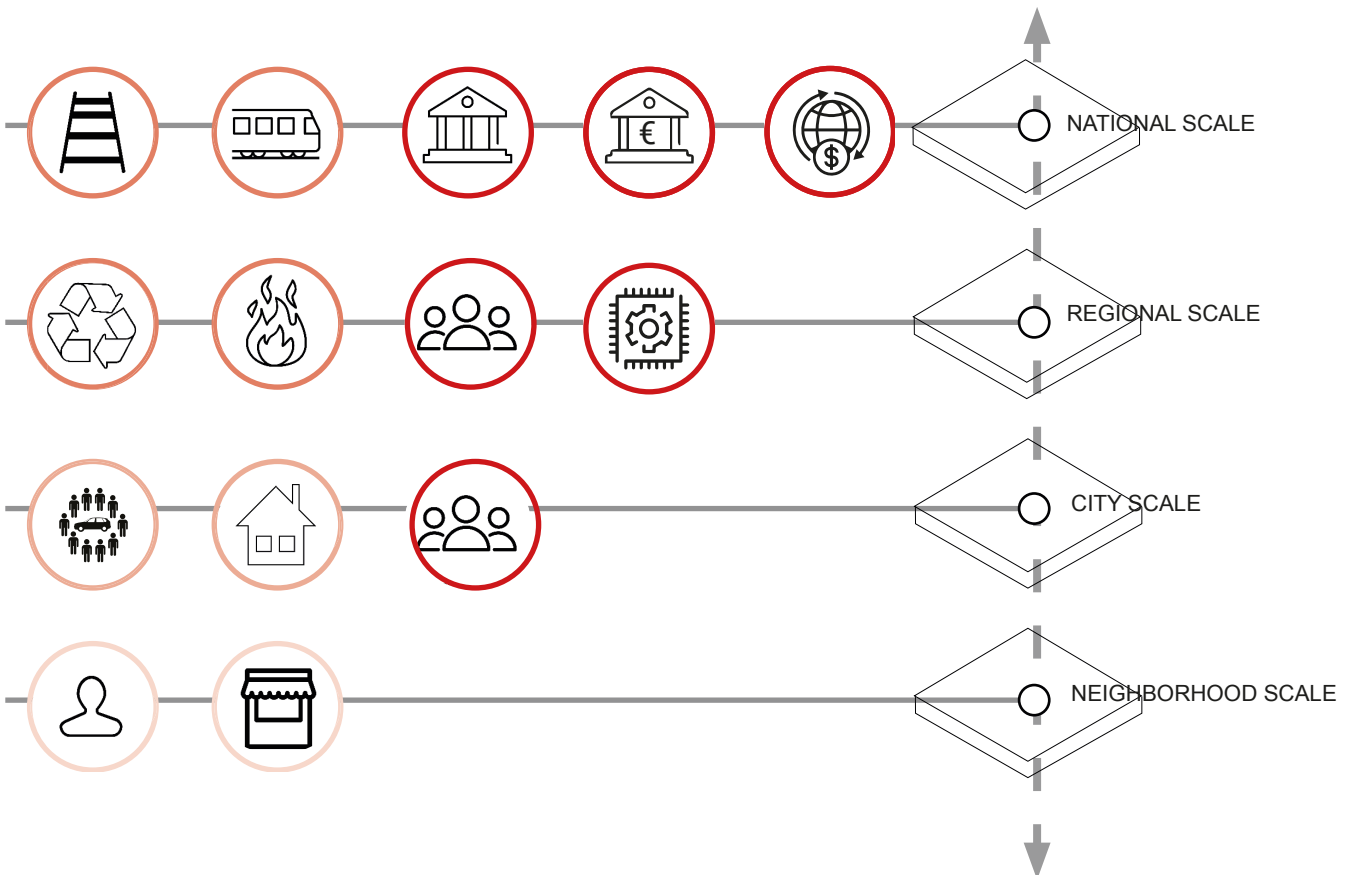 €
$
NATIONAL SCALE
REGIONAL SCALE
CITY SCALE
NEIGHBORHOOD SCALE